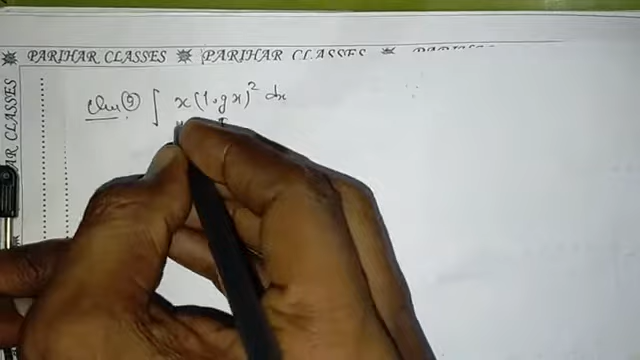 PARIHAR CLASSES PARIHAR CLASSES
AR CLASSES
Que (9) ∫ x (log x)² dx